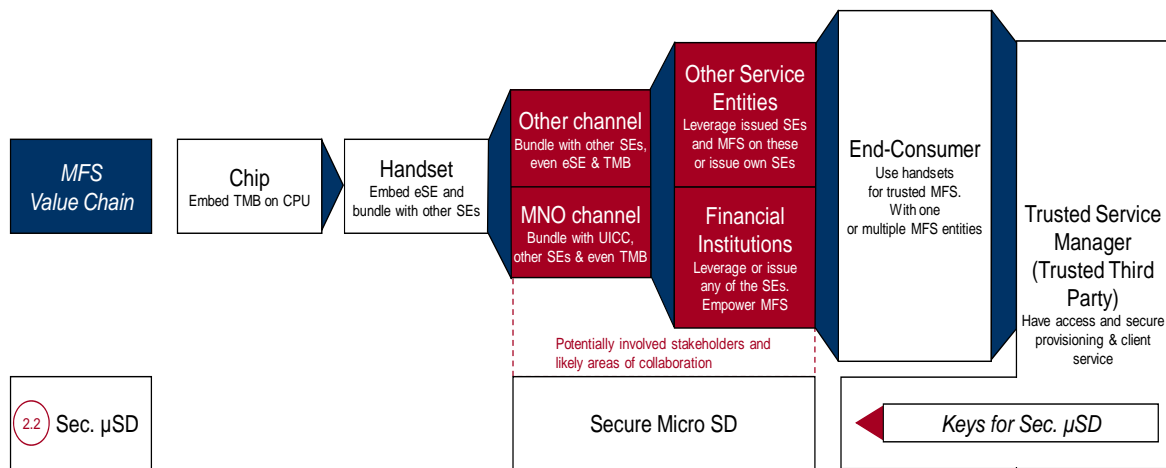 MFS
Value Chain
Chip
Embed TMB on CPU
Handset
Embed eSE and
bundle with other SEs
Other channel
Bundle with other SEs,
even eSE & TMB
MNO channel
Bundle with UICC,
other SEs & even TMB
Other Service
Entities
Leverage issued SEs
and MFS on these
or issue own SEs
Financial
Institutions
Leverage or issue
any of the SEs.
Empower MFS
End-Consumer
Use handsets
for trusted MFS.
With one
or multiple MFS entities
Trusted Service
Manager
(Trusted Third
Party)
Have access and secure
provisioning & client
service
Potentially involved stakeholders and
likely areas of collaboration
2.2 Sec. µSD
Secure Micro SD
Keys for Sec. µSD